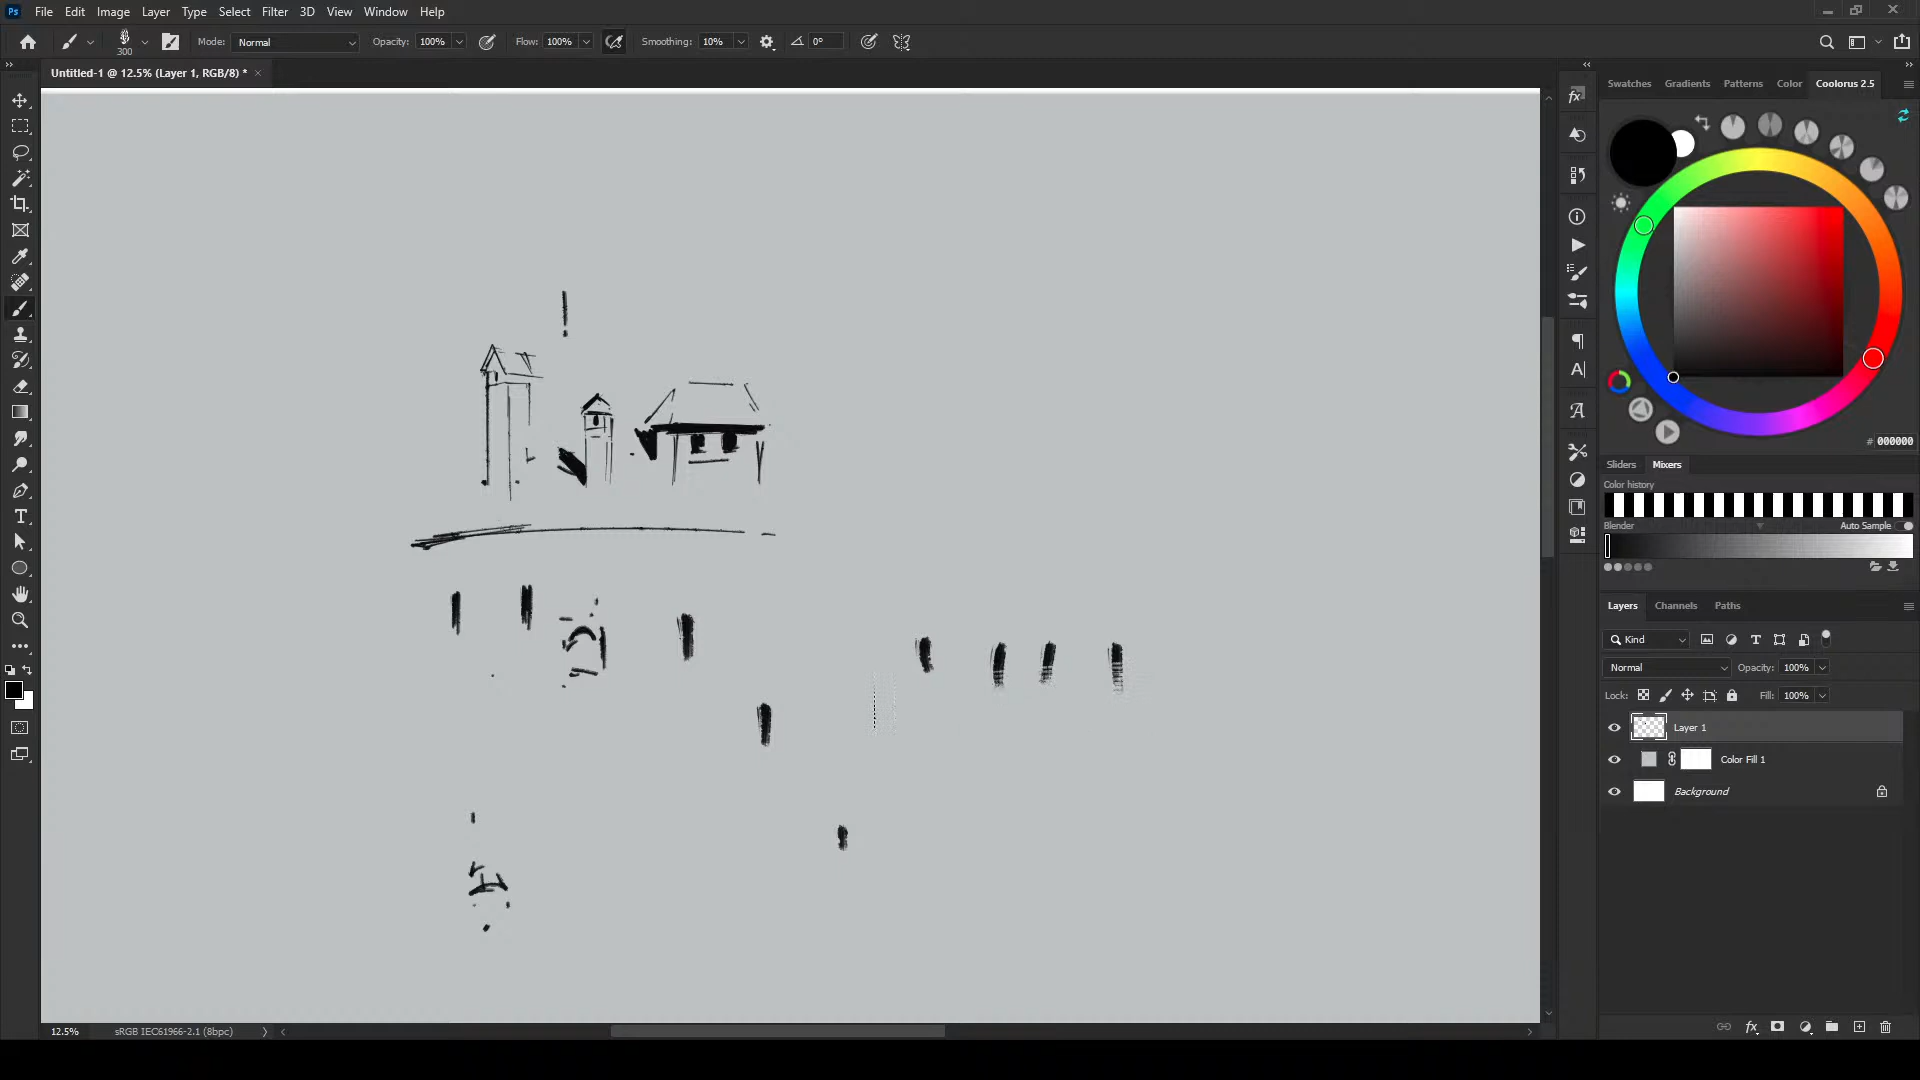 Ps File Edit Image Layer Type Select Filter 3D View Window Help
300 Mode: Normal Opacity: 100% Flow: 100% Smoothing: 10% 0°
Untitled-1 @ 12.5% (Layer 1, RGB/8) *
Swatches Gradients Patterns Color Coolorus 2.5
# 000000
Sliders Mixers
Color history
Blender Auto Sample
Layers Channels Paths
Kind
Normal Opacity: 100%
Lock: Fill: 100%
Layer 1
Color Fill 1
Background
12.5% sRGB IEC61966-2.1 (8bpc)